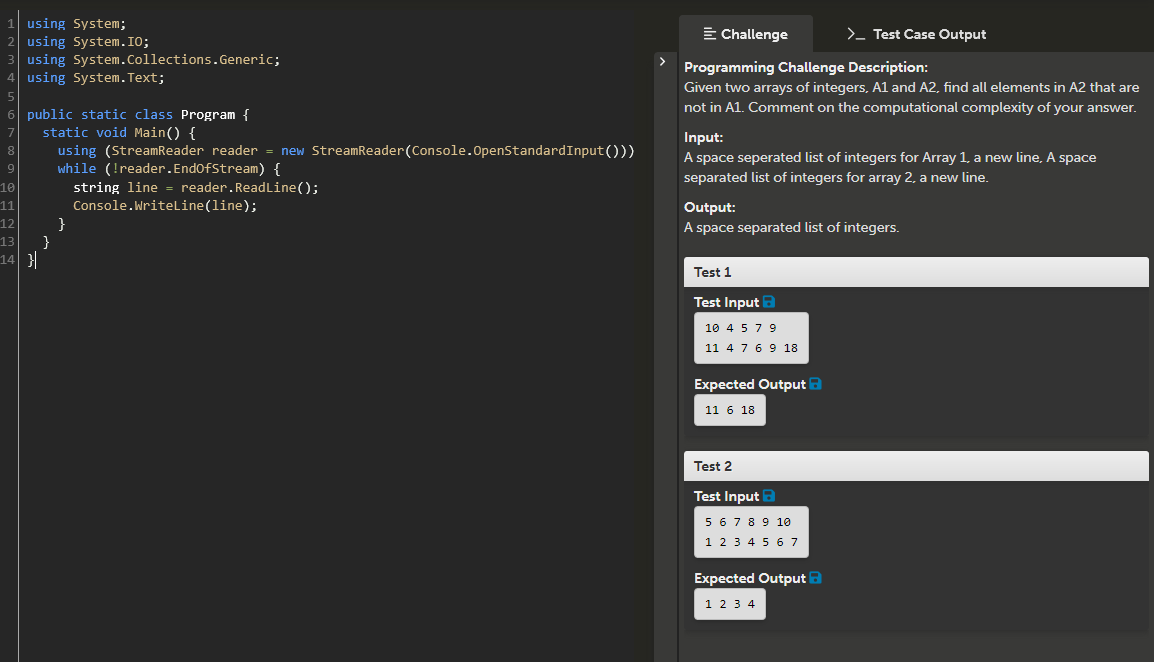 1 using System;
2 using System.IO;
3 using System.Collections.Generic;
4 using System.Text;
5
6 public static class Program {
7   static void Main() {
8     using (StreamReader reader = new StreamReader(Console.OpenStandardInput()))
9     while (!reader.EndOfStream) {
10       string line = reader.ReadLine();
11       Console.WriteLine(line);
12     }
13   }
14 }
Challenge
>_ Test Case Output
>
Programming Challenge Description:
Given two arrays of integers, A1 and A2, find all elements in A2 that are
not in A1. Comment on the computational complexity of your answer.
Input:
A space seperated list of integers for Array 1, a new line, A space
separated list of integers for array 2, a new line.
Output:
A space separated list of integers.
Test 1
Test Input
10 4 5 7 9
11 4 7 6 9 18
Expected Output
11 6 18
Test 2
Test Input
5 6 7 8 9 10
1 2 3 4 5 6 7
Expected Output
1 2 3 4